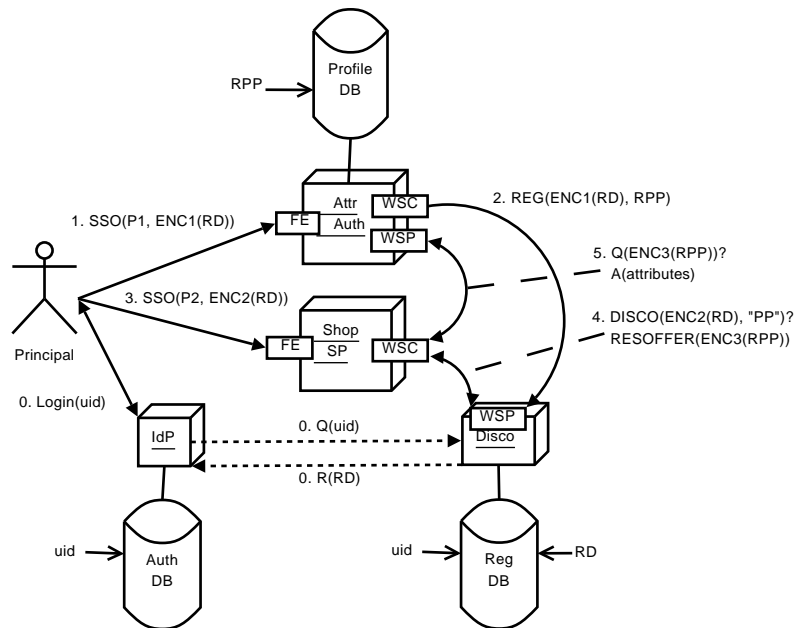 Profile
DB
RPP
Attr
Auth
WSC
FE
WSP
2. REG(ENC1(RD), RPP)
1. SSO(P1, ENC1(RD))
5. Q(ENC3(RPP))?
A(attributes)
3. SSO(P2, ENC2(RD))
Shop
SP
FE
WSC
4. DISCO(ENC2(RD), "PP")?
RESOFFER(ENC3(RPP))
Principal
0. Login(uid)
IdP
0. Q(uid)
WSP
Disco
0. R(RD)
uid
Auth
DB
uid
Reg
DB
RD